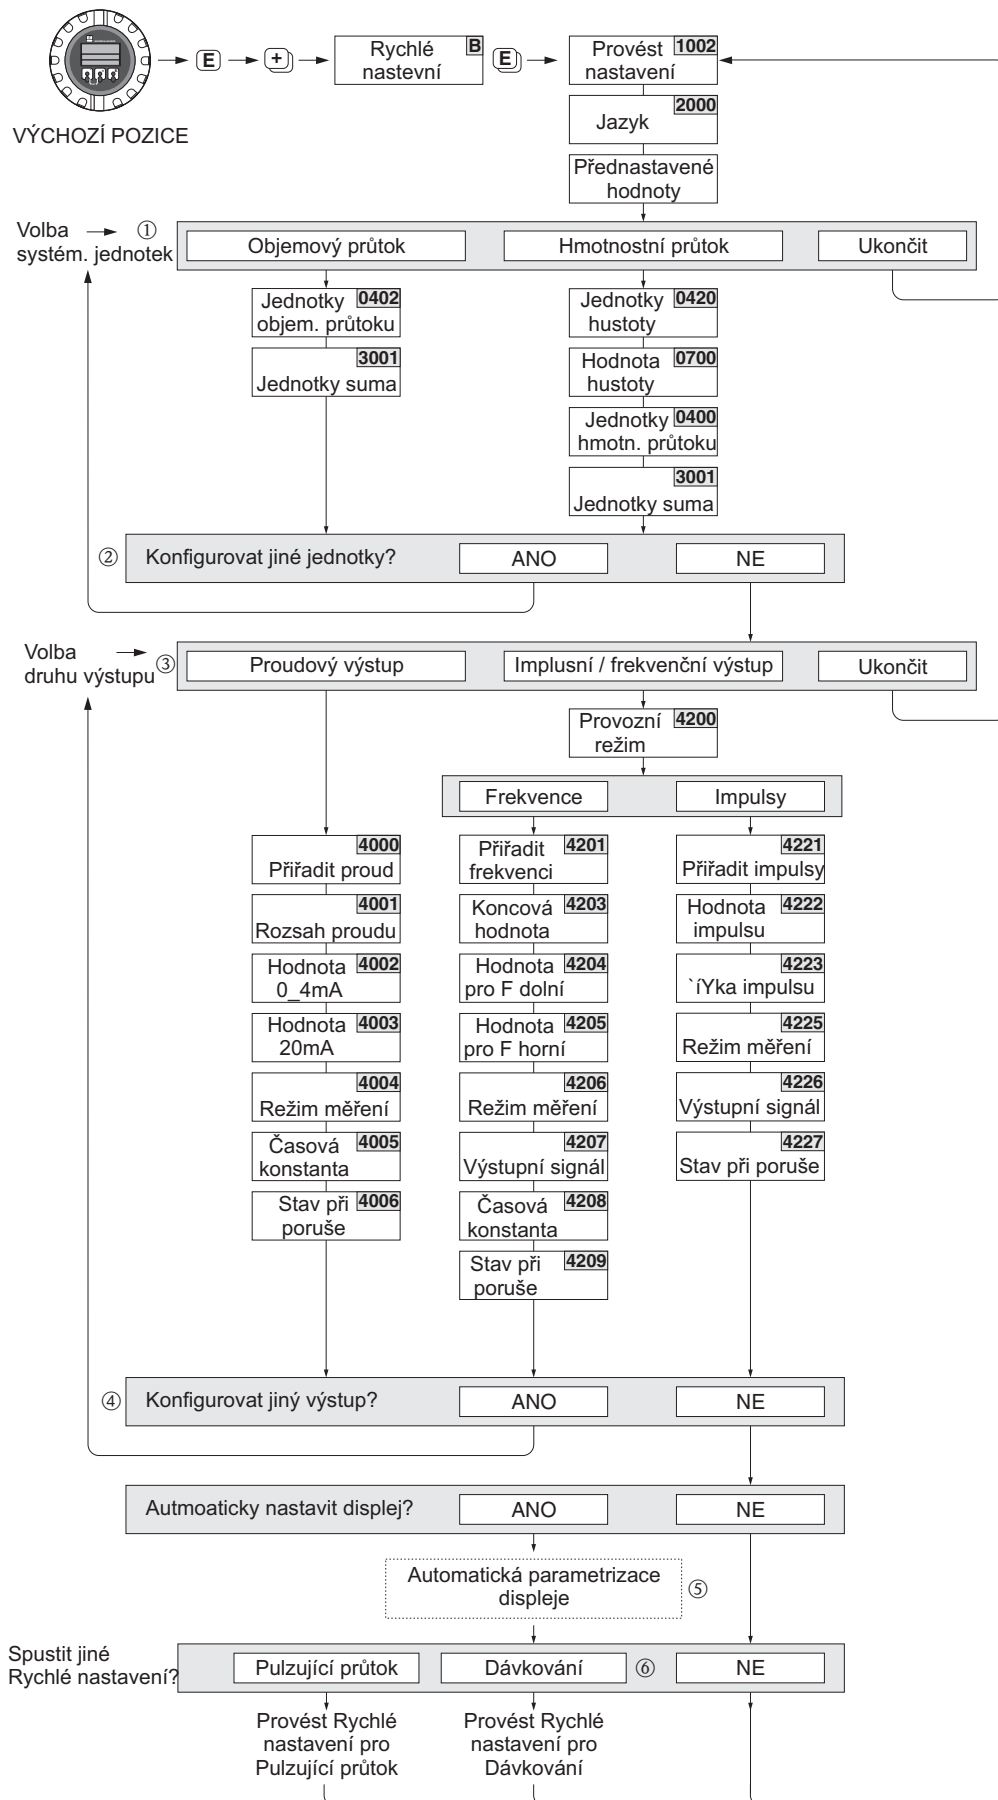 E
+
Rychlé B
nastevní
E
Provést 1002
nastavení
VÝCHOZÍ POZICE
2000
Jazyk
Přednastavené
hodnoty
Volba ①
systém. jednotek
Objemový průtok
Hmotnostní průtok
Ukončit
Jednotky 0402
objem. průtoku
3001
Jednotky suma
Jednotky 0420
hustoty
Hodnota 0700
hustoty
Jednotky 0400
hmotn. průtoku
3001
Jednotky suma
② Konfigurovat jiné jednotky?
ANO
NE
Volba
druhu výstupu ③
Proudový výstup
Implusní / frekvenční výstup
Ukončit
Provozní 4200
režim
Frekvence
Impulsy
4000
Přiřadit proud
4001
Rozsah proudu
Hodnota 4002
0_4mA
Hodnota 4003
20mA
4004
Režim měření
Časová 4005
konstanta
Stav při 4006
poruše
Přiřadit 4201
frekvenci
Koncová 4203
hodnota
Hodnota 4204
pro F dolní
Hodnota 4205
pro F horní
4206
Režim měření
4207
Výstupní signál
Časová 4208
konstanta
Stav při 4209
poruše
4221
Přiřadit impulsy
Hodnota 4222
impulsu
4223
`íYka impulsu
4225
Režim měření
4226
Výstupní signál
4227
Stav při poruše
④ Konfigurovat jiný výstup?
ANO
NE
Autmoaticky nastavit displej?
ANO
NE
Automatická parametrizace
displeje
⑤
Spustit jiné
Rychlé nastavení?
Pulzující průtok
Dávkování
⑥
NE
Provést Rychlé
nastavení pro
Pulzující průtok
Provést Rychlé
nastavení pro
Dávkování